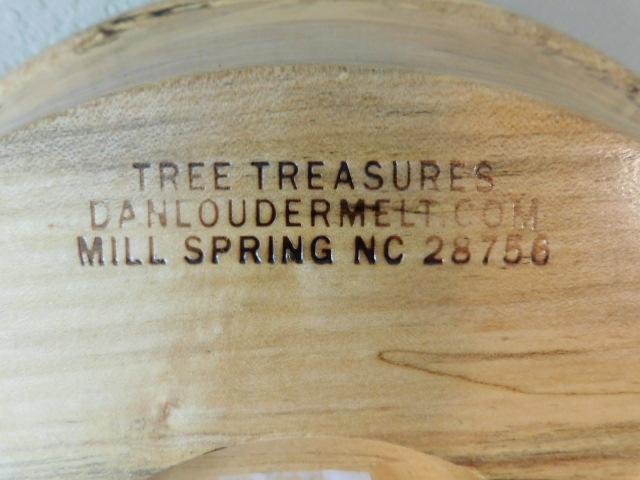 TREE TREASURES
DANLOUDERMELT.COM
MILL SPRING NC 28756